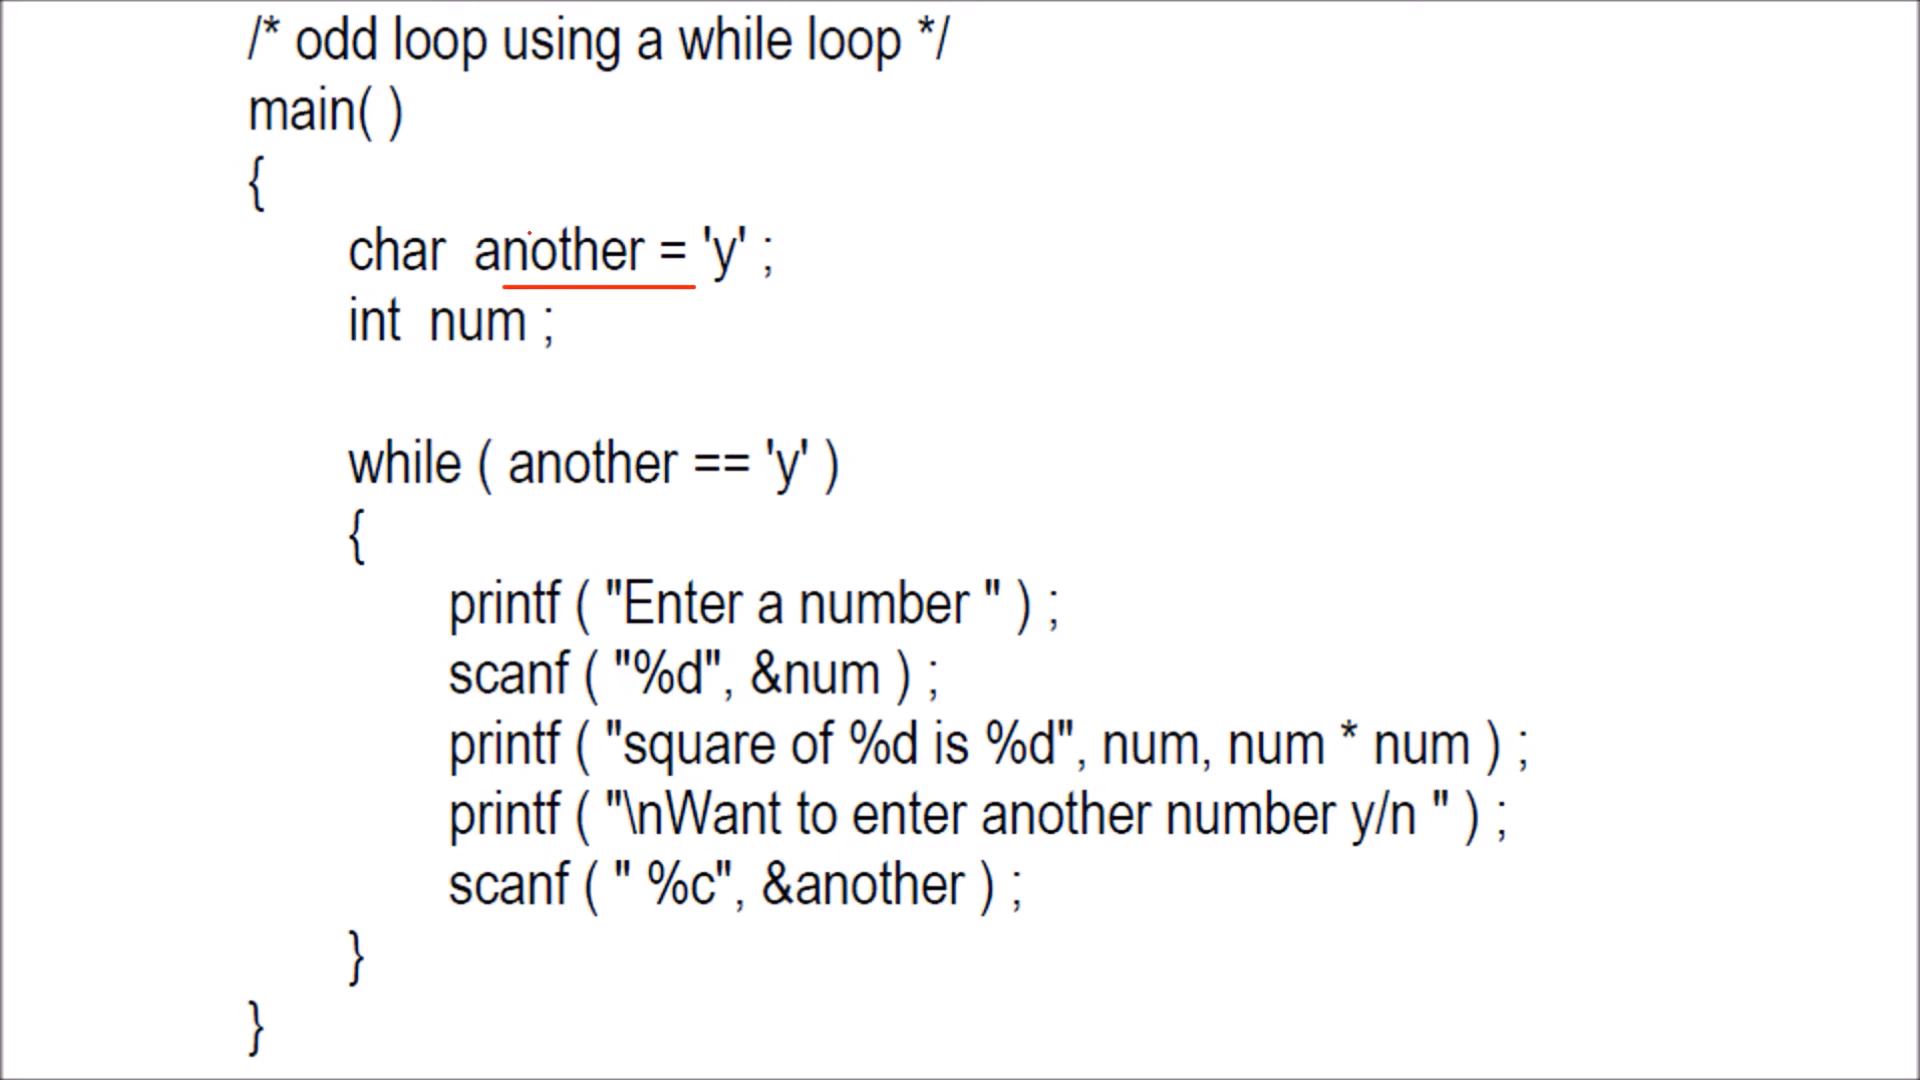 /* odd loop using a while loop */
main( )
{
char  another = 'y' ;
int  num ;
while ( another == 'y' )
{
printf ( "Enter a number " ) ;
scanf ( "%d", &num ) ;
printf ( "square of %d is %d", num, num * num ) ;
printf ( "\nWant to enter another number y/n " ) ;
scanf ( " %c", &another ) ;
}
}